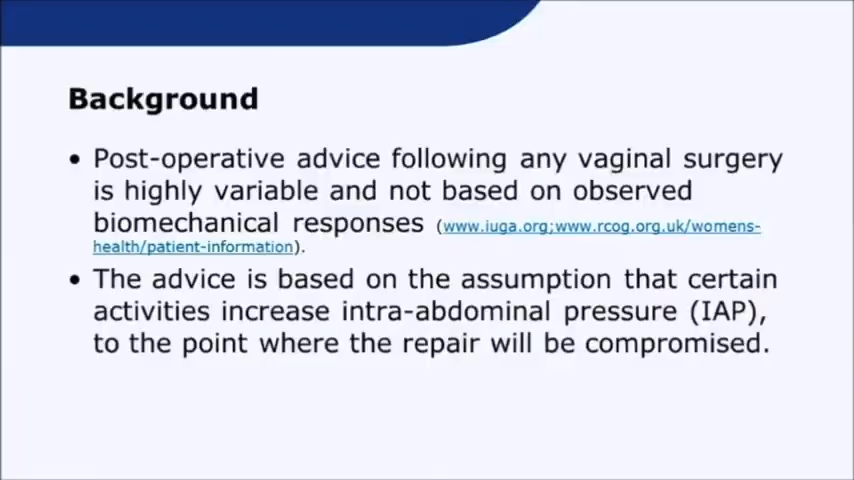 Background
• Post-operative advice following any vaginal surgery
is highly variable and not based on observed
biomechanical responses (www.iuga.org;www.rcog.org.uk/womens-
health/patient-information).
• The advice is based on the assumption that certain
activities increase intra-abdominal pressure (IAP),
to the point where the repair will be compromised.